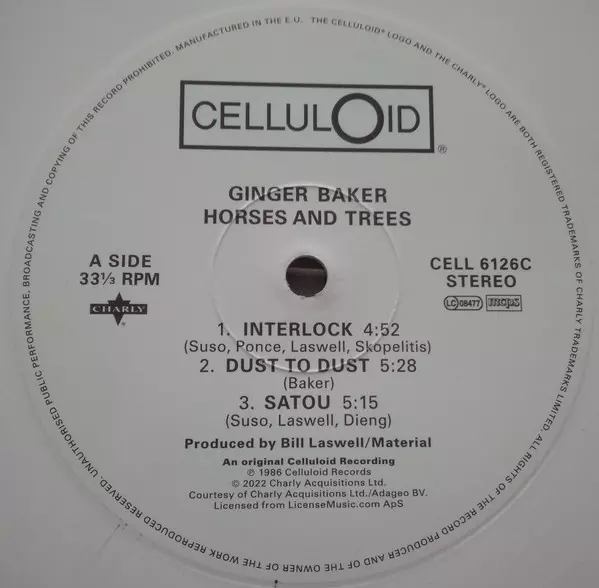 UNAUTHORISED PUBLIC PERFORMANCE, BROADCASTING AND COPYING OF THIS RECORD PROHIBITED. MANUFACTURED IN THE E.U. THE CELLULOID® LOGO AND THE CHARLY® LOGO ARE BOTH REGISTERED TRADEMARKS OF CHARLY TRADEMARKS LIMITED. ALL RIGHTS OF THE RECORD PRODUCER AND OF THE OWNER OF THE WORK REPRODUCED RESERVED.
CELLULOID®
GINGER BAKER
HORSES AND TREES
A SIDE
33⅓ RPM
CHARLY®
CELL 6126C
STEREO
LC 08477 mcps
1. INTERLOCK 4:52
(Suso, Ponce, Laswell, Skopelitis)
2. DUST TO DUST 5:28
(Baker)
3. SATOU 5:15
(Suso, Laswell, Dieng)
Produced by Bill Laswell/Material
An original Celluloid Recording
℗ 1986 Celluloid Records
© 2022 Charly Acquisitions Ltd.
Courtesy of Charly Acquisitions Ltd./Adageo BV.
Licensed from LicenseMusic.com ApS